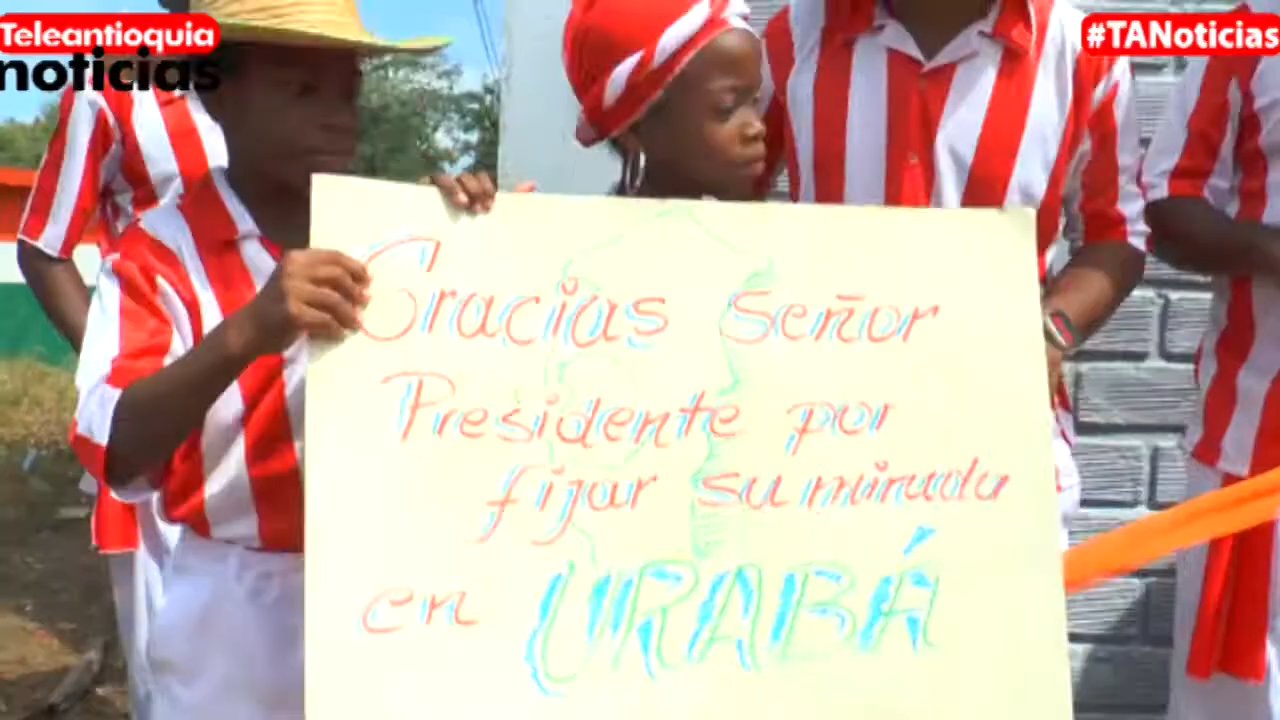 Teleantioquia
noticias
#TANoticias
Gracias Señor
Presidente por
fijar su mirada
en URABÁ